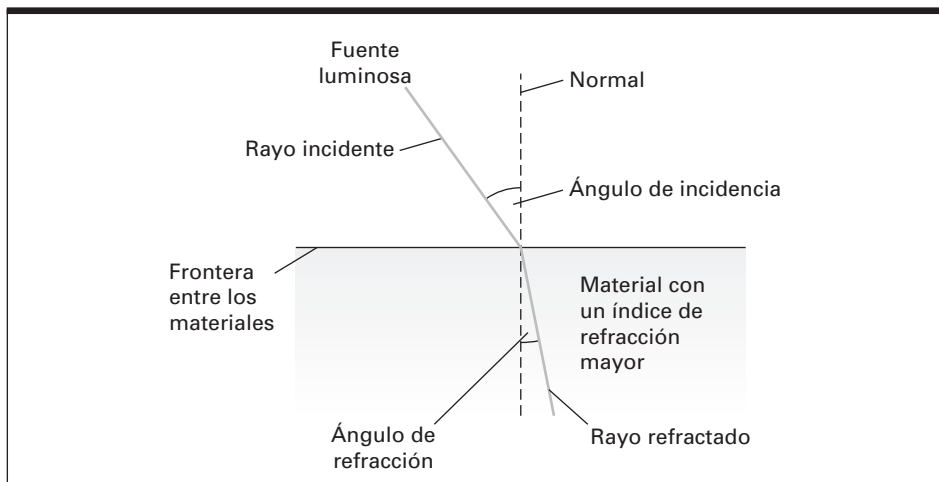 Fuente
luminosa
Normal
Rayo incidente
Ángulo de incidencia
Frontera
entre los
materiales
Material con
un índice de
refracción
mayor
Ángulo de
refracción
Rayo refractado